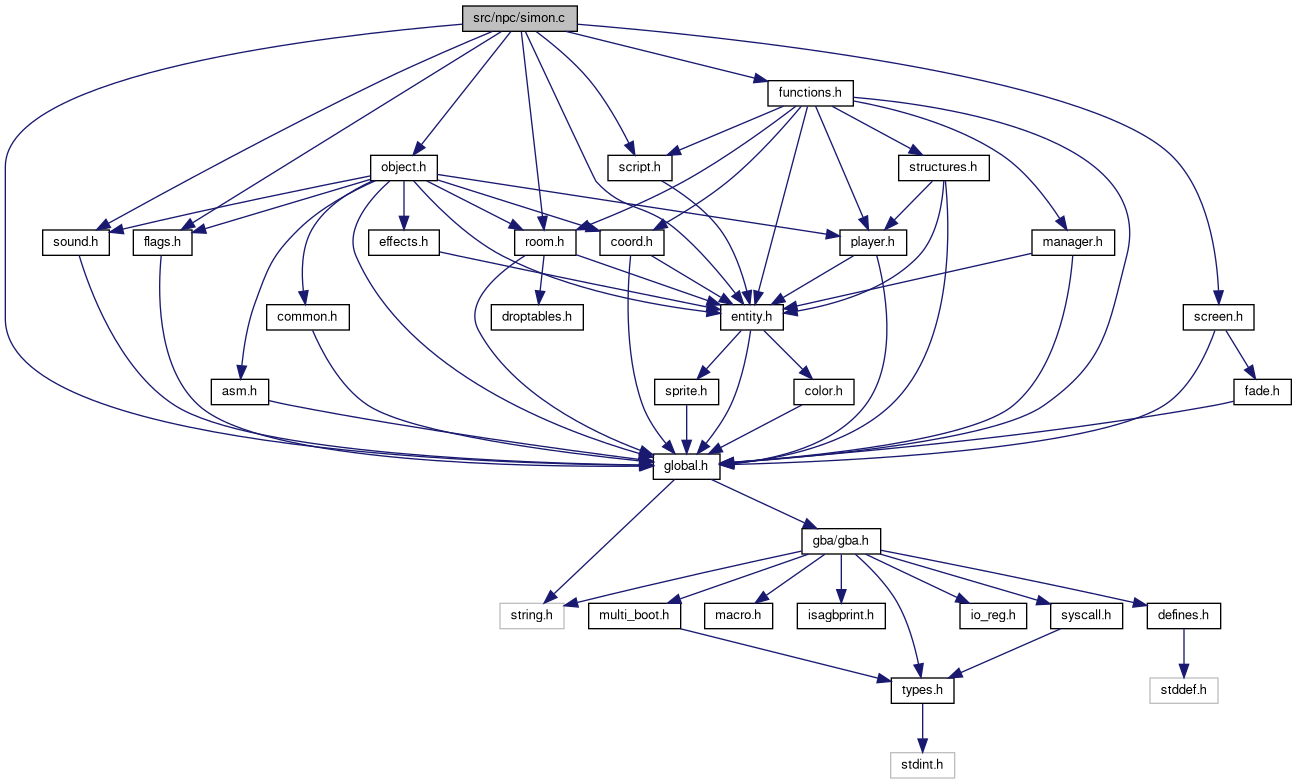 src/npc/simon.c
functions.h
object.h
script.h
structures.h
sound.h
flags.h
effects.h
room.h
coord.h
player.h
manager.h
common.h
droptables.h
entity.h
screen.h
asm.h
sprite.h
color.h
fade.h
global.h
gba/gba.h
string.h
multi_boot.h
macro.h
isagbprint.h
io_reg.h
syscall.h
defines.h
types.h
stddef.h
stdint.h